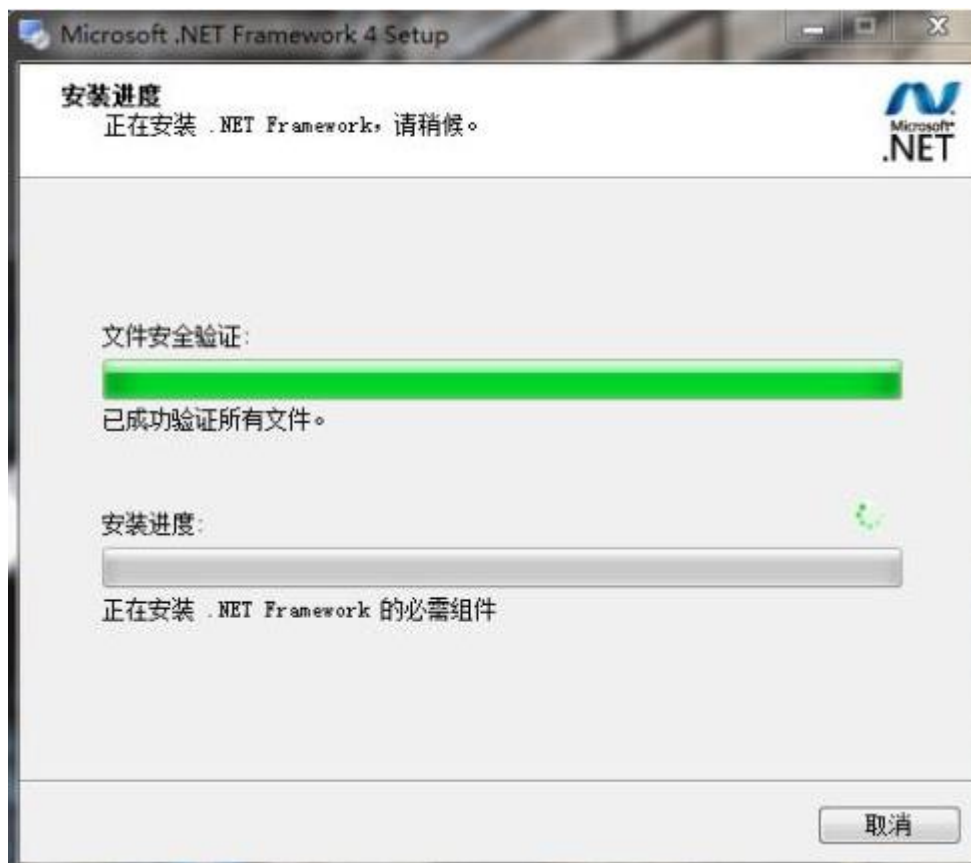 Microsoft .NET Framework 4 Setup
安装进度
正在安装 .NET Framework，请稍候。
Microsoft
.NET
文件安全验证:
已成功验证所有文件。
安装进度:
正在安装 .NET Framework 的必需组件
取消